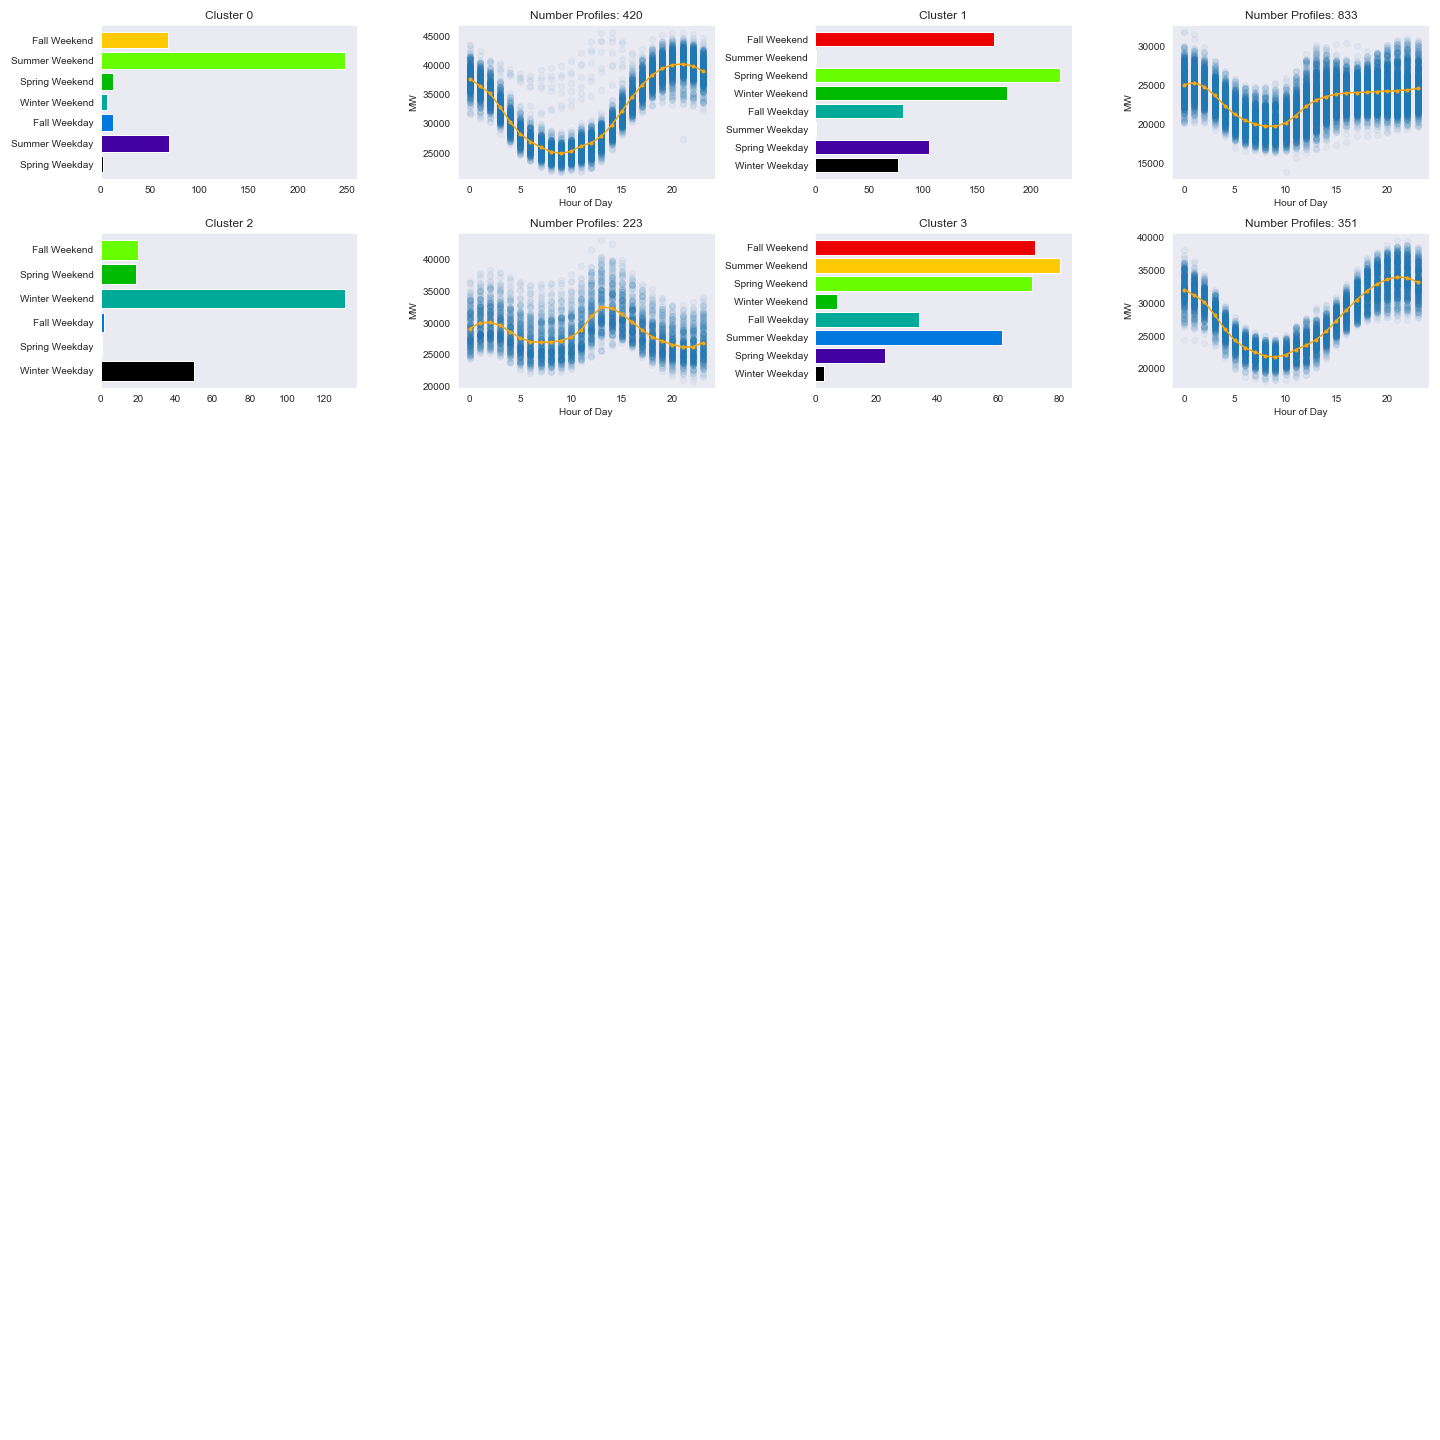 Cluster 0
Fall Weekend
Summer Weekend
Spring Weekend
Winter Weekend
Fall Weekday
Summer Weekday
Spring Weekday
0 50 100 150 200 250
Number Profiles: 420
MW
45000
40000
35000
30000
25000
0 5 10 15 20
Hour of Day
Cluster 1
Fall Weekend
Summer Weekend
Spring Weekend
Winter Weekend
Fall Weekday
Summer Weekday
Spring Weekday
Winter Weekday
0 50 100 150 200
Number Profiles: 833
MW
30000
25000
20000
15000
0 5 10 15 20
Hour of Day
Cluster 2
Fall Weekend
Spring Weekend
Winter Weekend
Fall Weekday
Spring Weekday
Winter Weekday
0 20 40 60 80 100 120
Number Profiles: 223
MW
40000
35000
30000
25000
20000
0 5 10 15 20
Hour of Day
Cluster 3
Fall Weekend
Summer Weekend
Spring Weekend
Winter Weekend
Fall Weekday
Summer Weekday
Spring Weekday
Winter Weekday
0 20 40 60 80
Number Profiles: 351
MW
40000
35000
30000
25000
20000
0 5 10 15 20
Hour of Day